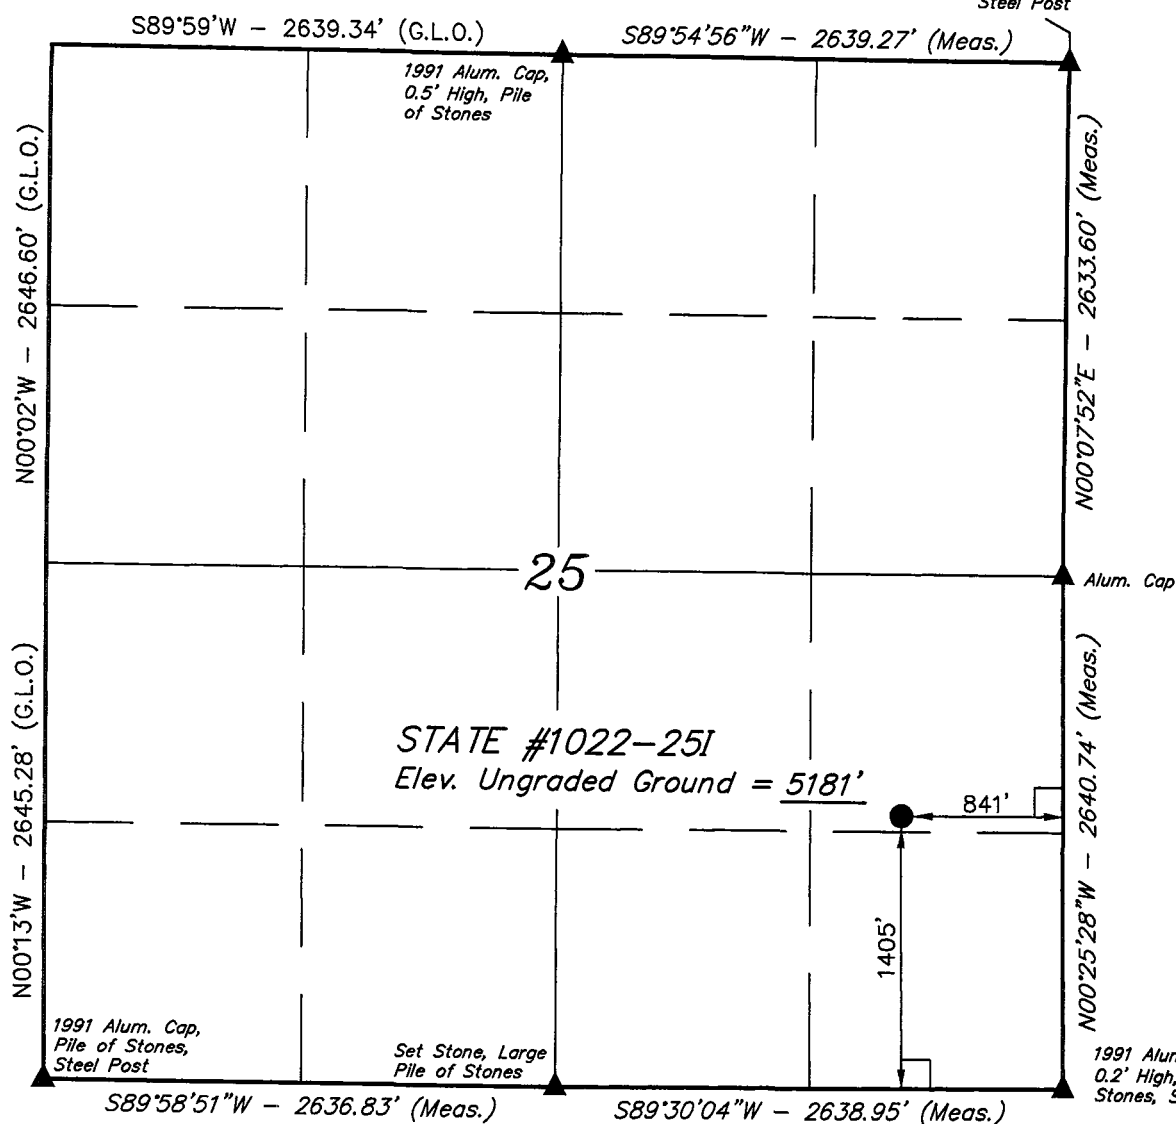 Steel Post
S89°59'W – 2639.34' (G.L.O.)
S89°54'56"W – 2639.27' (Meas.)
1991 Alum. Cap,
0.5' High, Pile
of Stones
N00°02'W – 2646.60' (G.L.O.)
N00°07'52"E – 2633.60' (Meas.)
25
Alum. Cap
STATE #1022–25I
Elev. Ungraded Ground = 5181'
841'
1405'
N00°13'W – 2645.28' (G.L.O.)
N00°25'28"W – 2640.74' (Meas.)
1991 Alum. Cap,
Pile of Stones,
Steel Post
Set Stone, Large
Pile of Stones
1991
0.2' High,
Stones,
S89°58'51"W – 2636.83' (Meas.)
S89°30'04"W – 2638.95' (Meas.)